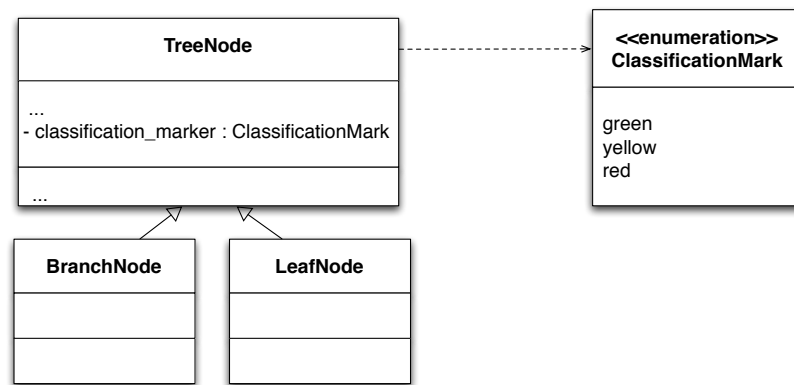 TreeNode
...
- classification_marker : ClassificationMark
...
<<enumeration>>
ClassificationMark
green
yellow
red
BranchNode
LeafNode